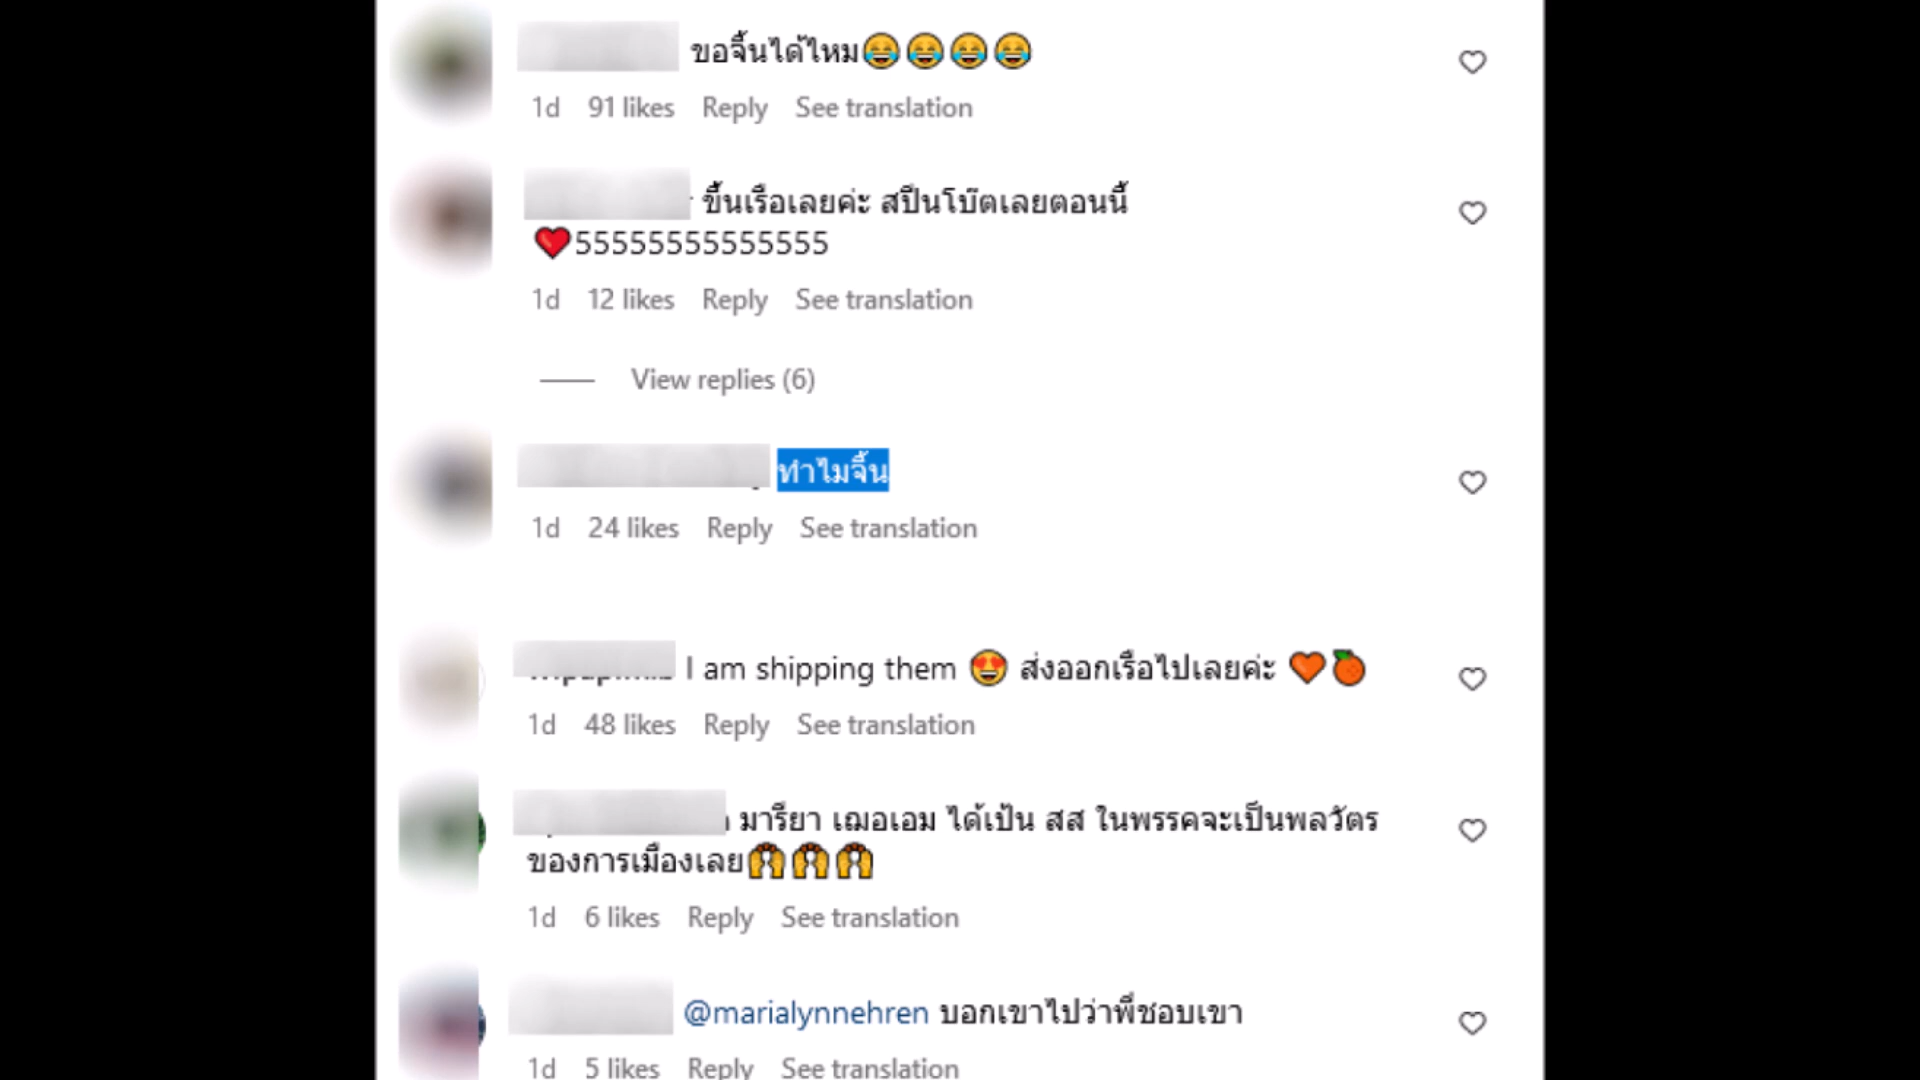 ขอจิ้นได้ไหม😂😂😂😂
1d 91 likes Reply See translation
ขึ้นเรือเลยค่ะ สปีนโบ๊ตเลยตอนนี้
❤️55555555555555
1d 12 likes Reply See translation
View replies (6)
ทำไมจิ้น
1d 24 likes Reply See translation
I am shipping them 😍 ส่งออกเรือไปเลยค่ะ 🧡🍊
1d 48 likes Reply See translation
มารียา เฌอเอม ได้เป้น สส ในพรรคจะเป็นพลวัตร
ของการเมืองเลย🙌🙌🙌
1d 6 likes Reply See translation
@marialynnehren บอกเขาไปว่าพี่ชอบเขา
1d 5 likes Reply See translation